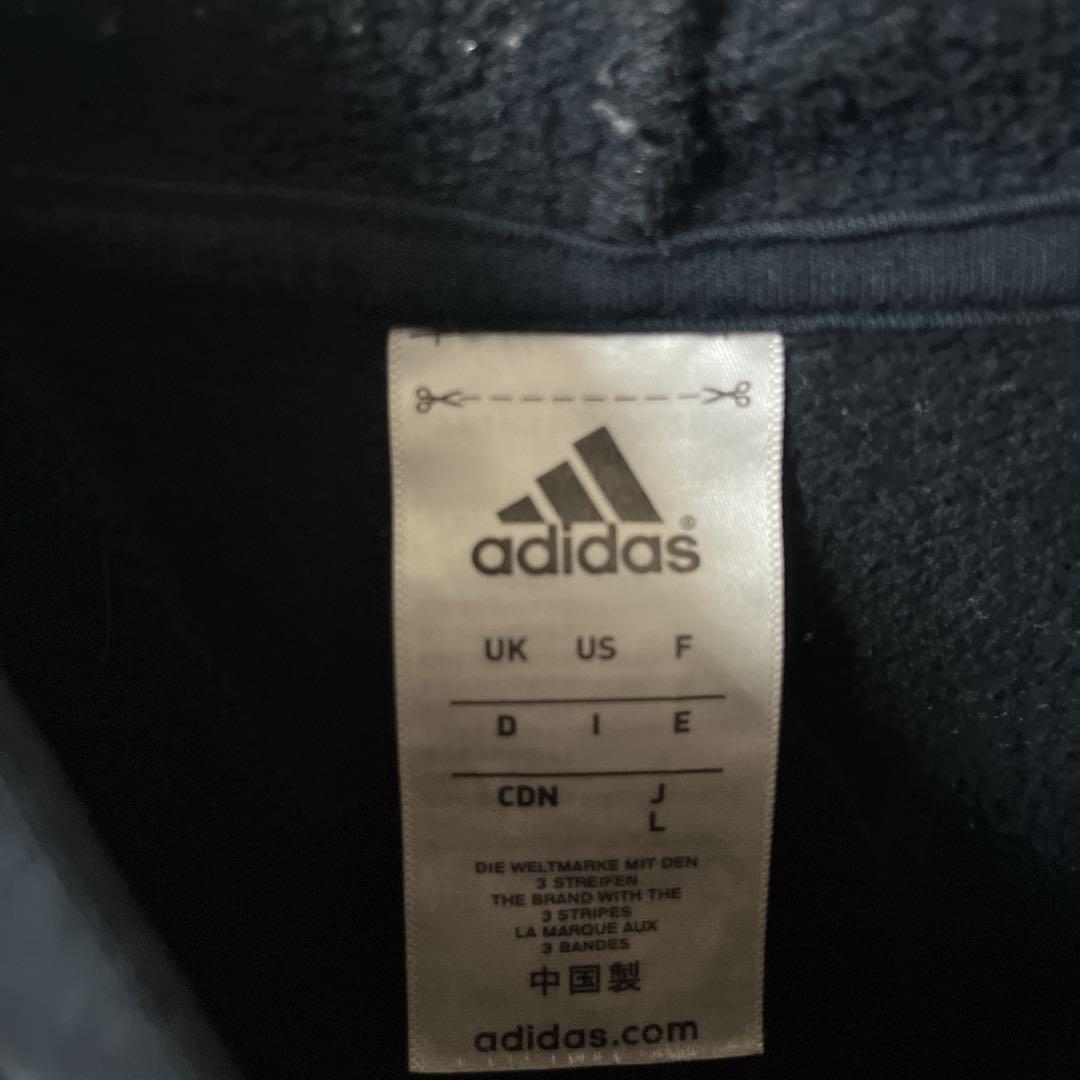 adidas®
UK US F
D I E
CDN J
L
DIE WELTMARKE MIT DEN
3 STREIFEN
THE BRAND WITH THE
3 STRIPES
LA MARQUE AUX
3 BANDES
中国製
adidas.com